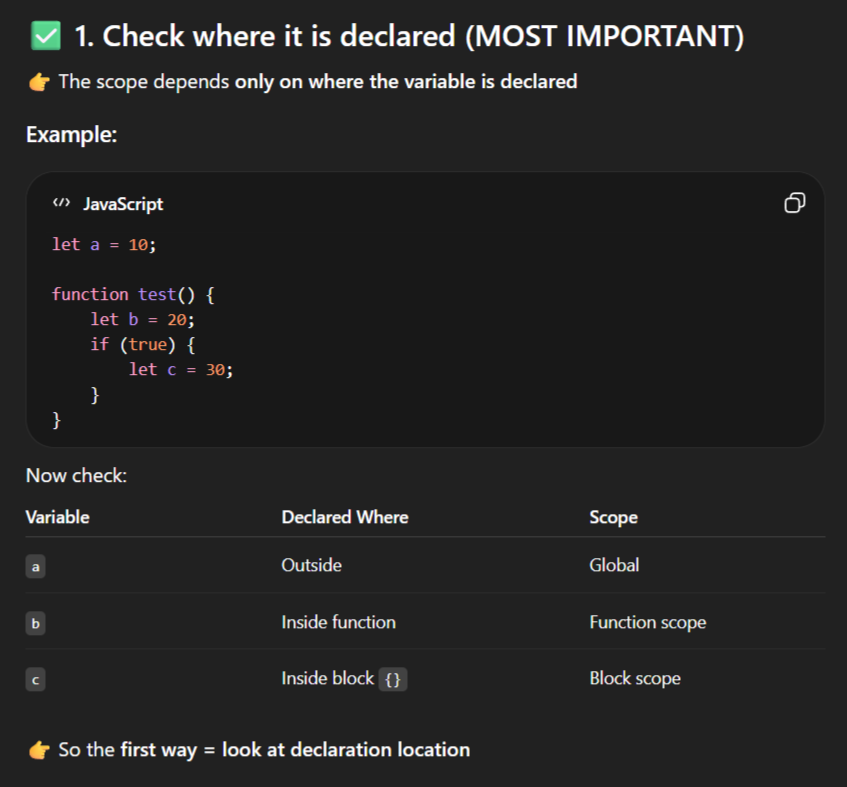 ✅ 1. Check where it is declared (MOST IMPORTANT)
👉 The scope depends only on where the variable is declared
Example:
</> JavaScript
let a = 10;
function test() {
    let b = 20;
    if (true) {
        let c = 30;
    }
}
Now check:
Variable Declared Where Scope
a Outside Global
b Inside function Function scope
c Inside block {} Block scope
👉 So the first way = look at declaration location